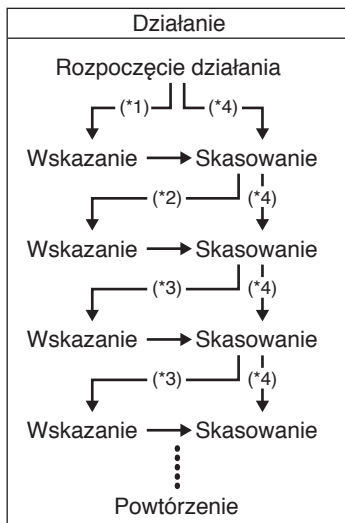 Działanie
Rozpoczęcie działania
(*1) (*4)
Wskazanie Skasowanie
(*2) (*4)
Wskazanie Skasowanie
(*3) (*4)
Wskazanie Skasowanie
(*3) (*4)
Wskazanie Skasowanie
Powtórzenie